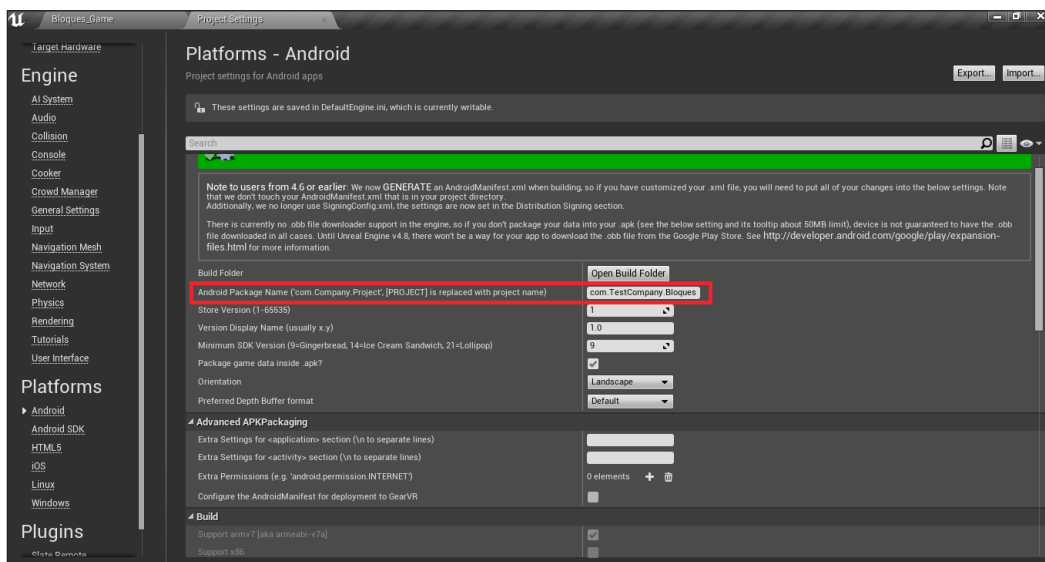 Bloques_Game
Project Settings
Target Hardware
Engine
AI System
Audio
Collision
Console
Cooker
Crowd Manager
General Settings
Input
Navigation Mesh
Navigation System
Network
Physics
Rendering
Tutorials
User Interface
Platforms
Android
Android SDK
HTML5
iOS
Linux
Windows
Plugins
Slate Remote
Platforms - Android
Project settings for Android apps
Export...
Import...
These settings are saved in DefaultEngine.ini, which is currently writable.
Search
Note to users from 4.6 or earlier: We now GENERATE an AndroidManifest.xml when building, so if you have customized your .xml file, you will need to put all of your changes into the below settings. Note
that we don't touch your AndroidManifest.xml that is in your project directory.
Additionally, we no longer use SigningConfig.xml, the settings are now set in the Distribution Signing section.
There is currently no .obb file downloader support in the engine, so if you don't package your data into your .apk (see the below setting and its tooltip about 50MB limit), device is not guaranteed to have the .obb
file downloaded in all cases. Until Unreal Engine v4.8, there won't be a way for your app to download the .obb file from the Google Play Store. See http://developer.android.com/google/play/expansion-
files.html for more information.
Build Folder
Open Build Folder
Android Package Name ('com.Company.Project', [PROJECT] is replaced with project name)
com.TestCompany.Bloques
Store Version (1-65535)
1
Version Display Name (usually x.y)
1.0
Minimum SDK Version (9=Gingerbread, 14=Ice Cream Sandwich, 21=Lollipop)
9
Package game data inside .apk?
Orientation
Landscape
Preferred Depth Buffer format
Default
Advanced APKPackaging
Extra Settings for <application> section (\n to separate lines)
Extra Settings for <activity> section (\n to separate lines)
Extra Permissions (e.g. 'android.permission.INTERNET')
0 elements
Configure the AndroidManifest for deployment to GearVR
Build
Support armv7 [aka armeabi-v7a]
Support x86